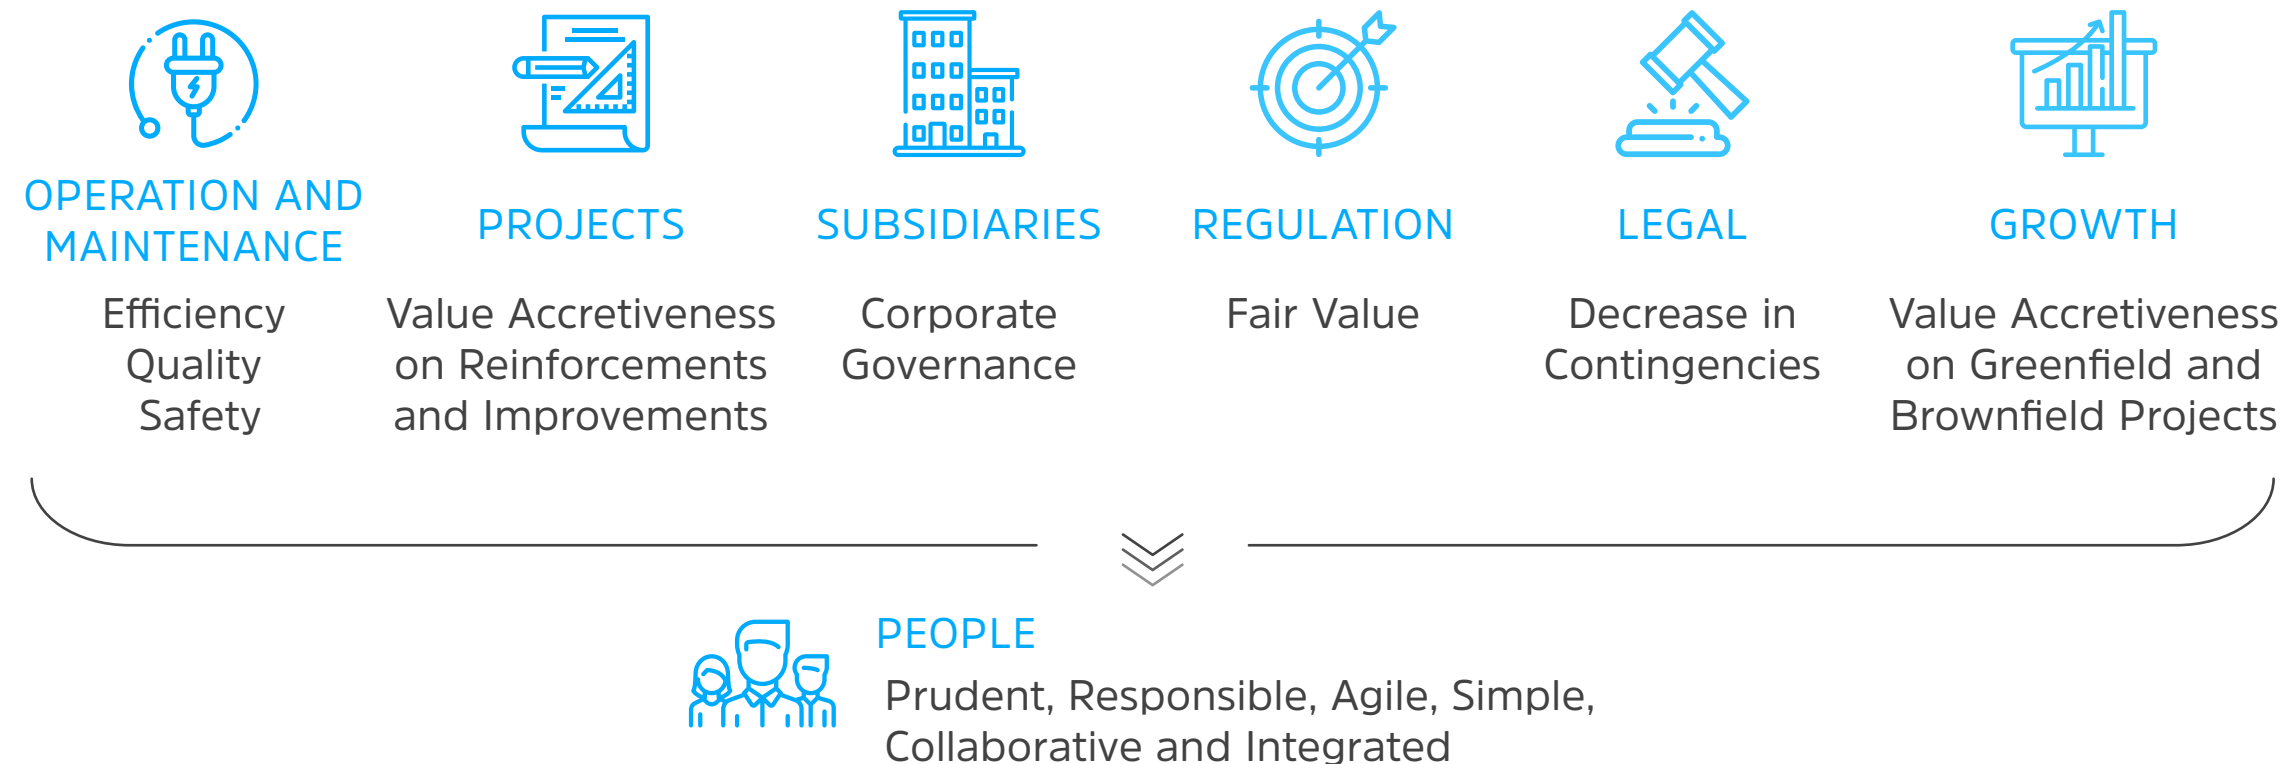 OPERATION AND
MAINTENANCE
Efficiency
Quality
Safety
PROJECTS
Value Accretiveness
on Reinforcements
and Improvements
SUBSIDIARIES
Corporate
Governance
REGULATION
Fair Value
LEGAL
Decrease in
Contingencies
GROWTH
Value Accretiveness
on Greenfield and
Brownfield Projects
PEOPLE
Prudent, Responsible, Agile, Simple,
Collaborative and Integrated